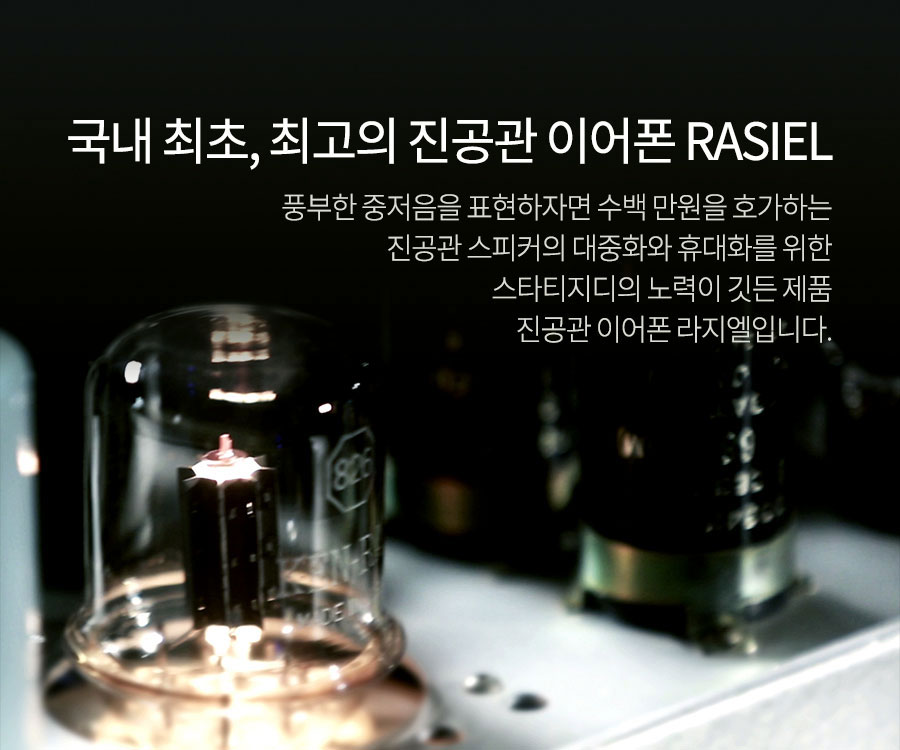 국내 최초, 최고의 진공관 이어폰 RASIEL
풍부한 중저음을 표현하자면 수백 만원을 호가하는
진공관 스피커의 대중화와 휴대화를 위한
스타티지디의 노력이 깃든 제품
진공관 이어폰 라지엘입니다.
826